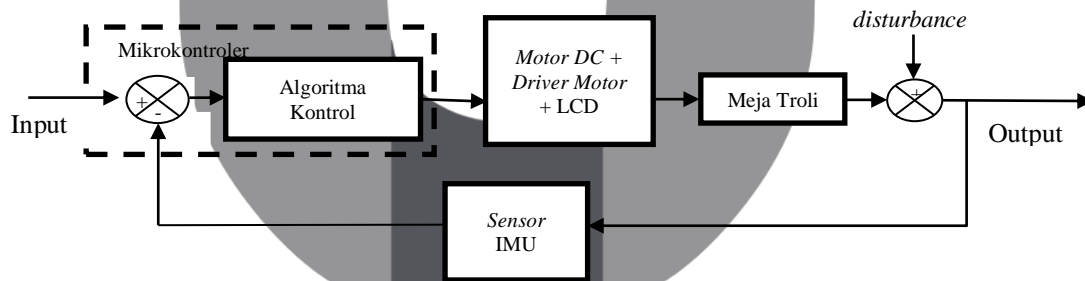 disturbance
Mikrokontroler
Motor DC +
Driver Motor
+ LCD
Algoritma
Kontrol
Meja Troli
+
-
+
Input
Output
Sensor
IMU